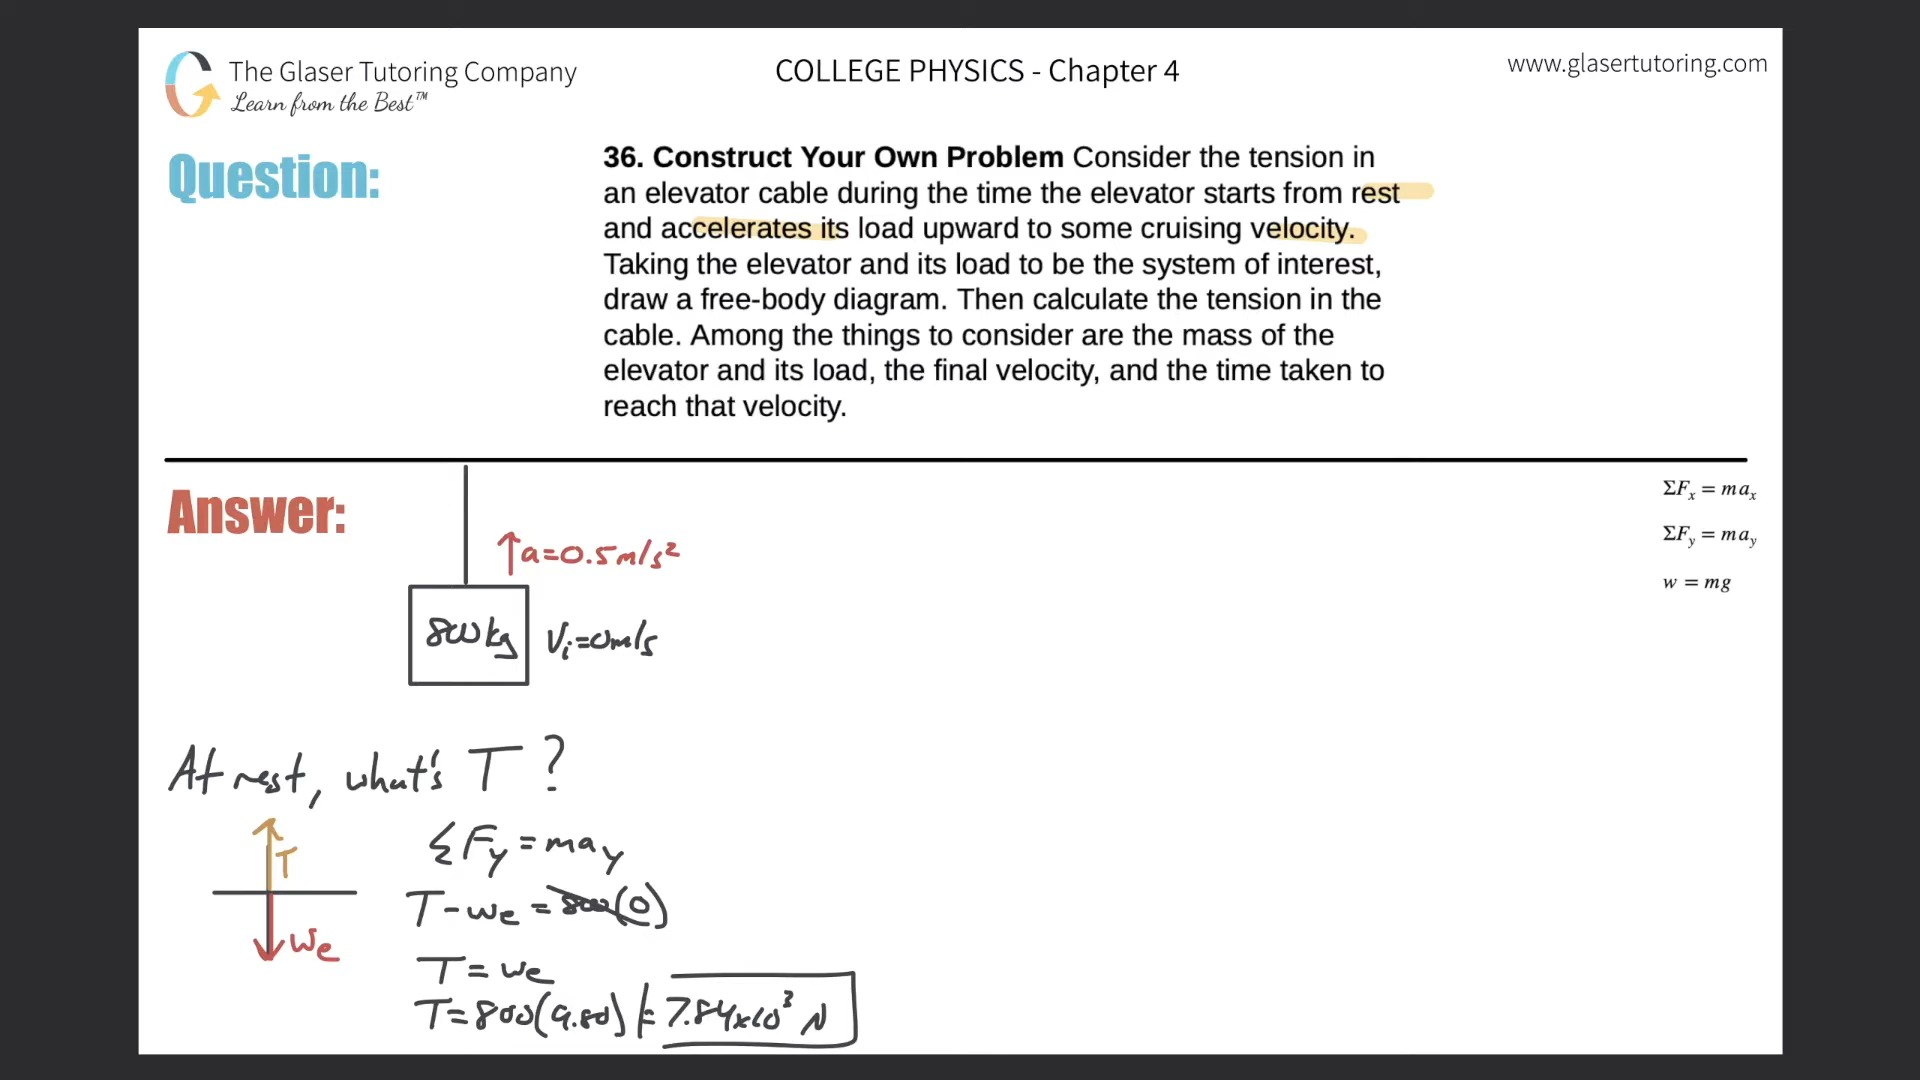 The Glaser Tutoring Company
Learn from the Best™
COLLEGE PHYSICS - Chapter 4
www.glasertutoring.com
Question:
36. Construct Your Own Problem Consider the tension in
an elevator cable during the time the elevator starts from rest
and accelerates its load upward to some cruising velocity.
Taking the elevator and its load to be the system of interest,
draw a free-body diagram. Then calculate the tension in the
cable. Among the things to consider are the mass of the
elevator and its load, the final velocity, and the time taken to
reach that velocity.
Answer:
ΣFₓ = maₓ
ΣFᵧ = maᵧ
w = mg
↑a=0.5m/s²
800kg
Vᵢ=0m/s
At rest, what's T?
T
We
ΣFy = may
T-We = 800(0)
T = We
T=800(9.80) = 7.84x10³ N